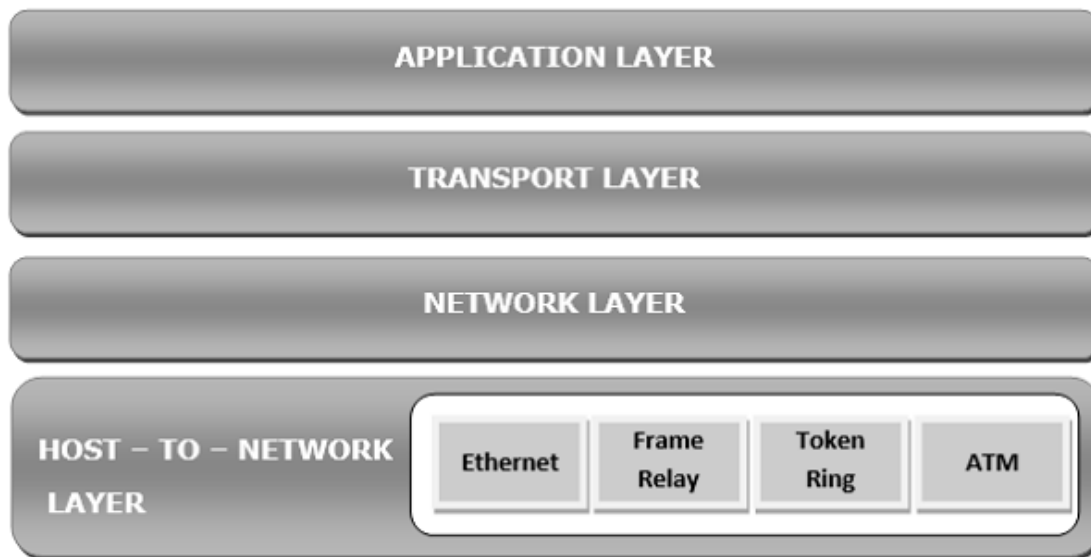 APPLICATION LAYER
TRANSPORT LAYER
NETWORK LAYER
HOST – TO – NETWORK
LAYER
Ethernet
Frame
Relay
Token
Ring
ATM